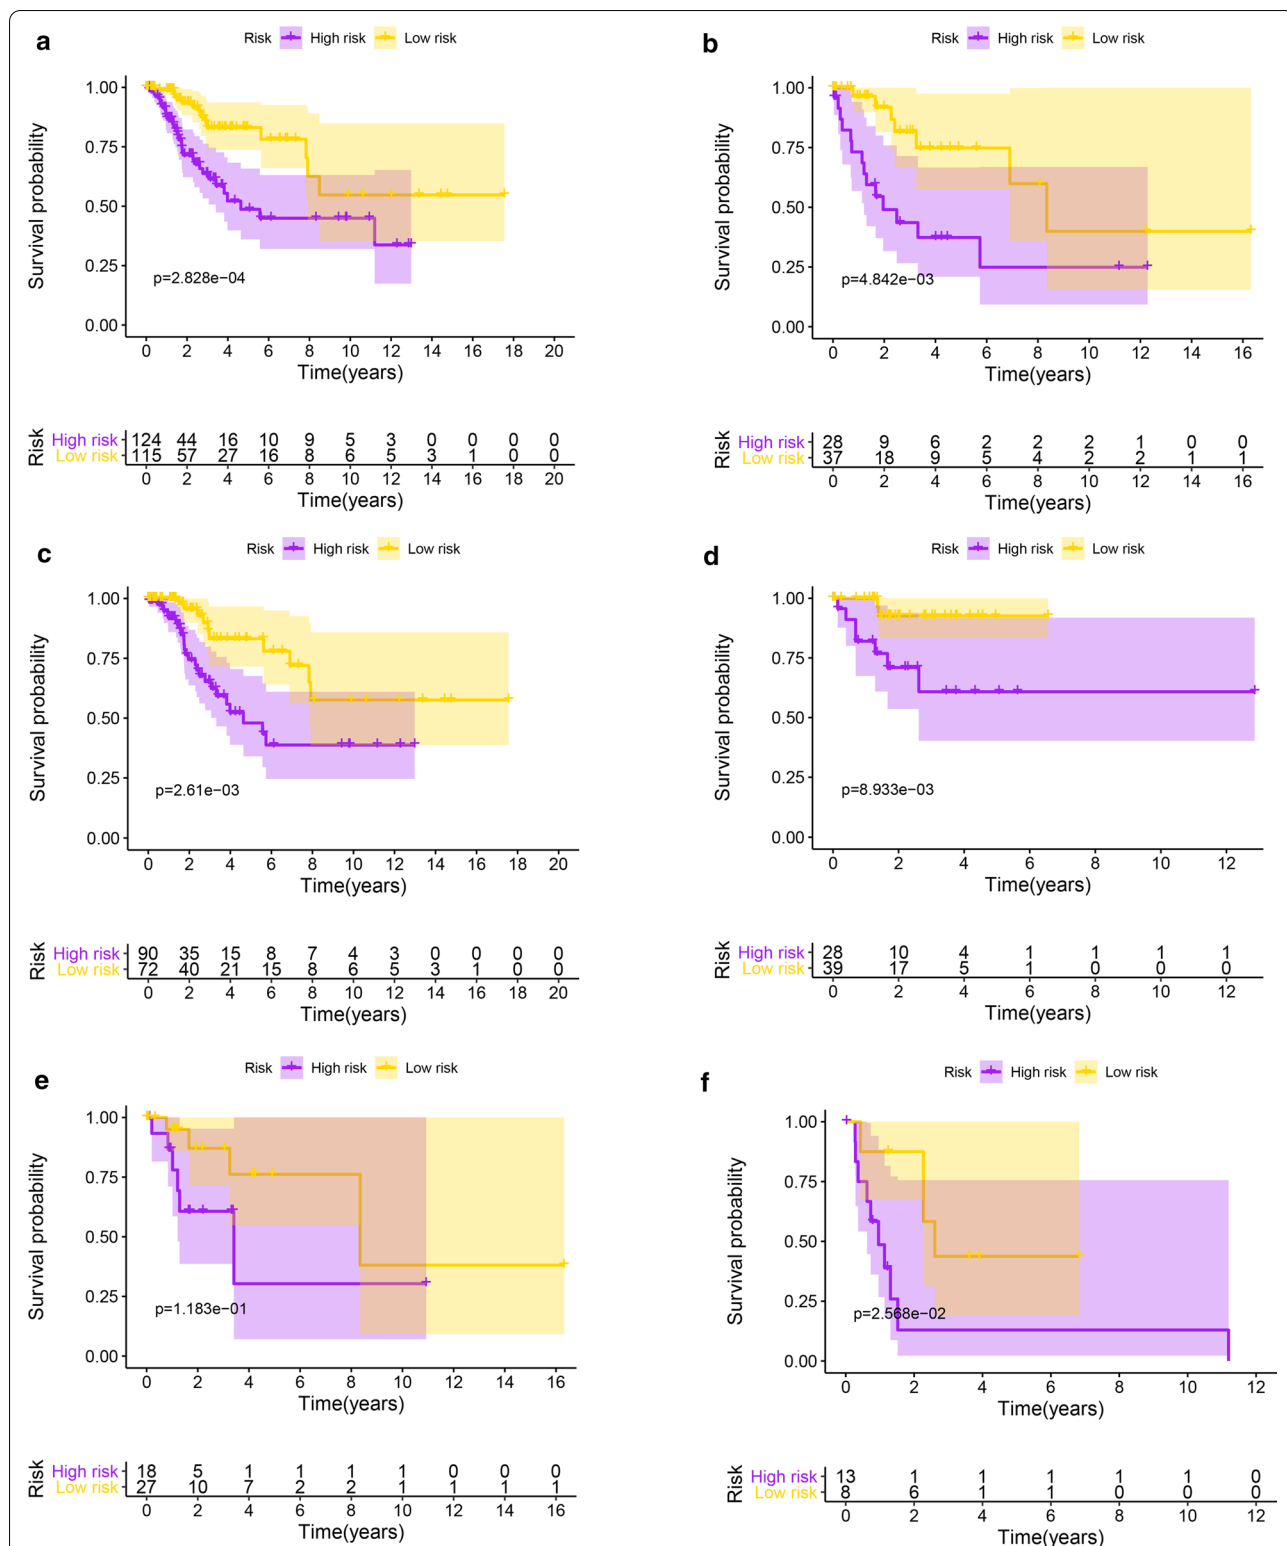 a
Risk High risk Low risk
1.00
0.75
0.50
0.25
0.00
Survival probability
p=2.828e−04
0 2 4 6 8 10 12 14 16 18 20
Time(years)
Risk
High risk 124 44 16 10 9 5 3 0 0 0 0
Low risk 115 57 27 16 8 6 5 3 1 0 0
0 2 4 6 8 10 12 14 16 18 20
Time(years)
b
Risk High risk Low risk
1.00
0.75
0.50
0.25
0.00
Survival probability
p=4.842e−03
0 2 4 6 8 10 12 14 16
Time(years)
Risk
High risk 28 9 6 2 2 2 1 0 0
Low risk 37 18 9 5 4 2 2 1 1
0 2 4 6 8 10 12 14 16
Time(years)
c
Risk High risk Low risk
1.00
0.75
0.50
0.25
0.00
Survival probability
p=2.61e−03
0 2 4 6 8 10 12 14 16 18 20
Time(years)
Risk
High risk 90 35 15 8 7 4 3 0 0 0 0
Low risk 72 40 21 15 8 6 5 3 1 0 0
0 2 4 6 8 10 12 14 16 18 20
Time(years)
d
Risk High risk Low risk
1.00
0.75
0.50
0.25
0.00
Survival probability
p=8.933e−03
0 2 4 6 8 10 12
Time(years)
Risk
High risk 28 10 4 1 1 1 1
Low risk 39 17 5 1 0 0 0
0 2 4 6 8 10 12
Time(years)
e
Risk High risk Low risk
1.00
0.75
0.50
0.25
0.00
Survival probability
p=1.183e−01
0 2 4 6 8 10 12 14 16
Time(years)
Risk
High risk 18 5 1 1 1 1 0 0 0
Low risk 27 10 7 2 2 1 1 1 1
0 2 4 6 8 10 12 14 16
Time(years)
f
Risk High risk Low risk
1.00
0.75
0.50
0.25
0.00
Survival probability
p=2.568e−02
0 2 4 6 8 10 12
Time(years)
Risk
High risk 13 1 1 1 1 1 0
Low risk 8 6 1 1 0 0 0
0 2 4 6 8 10 12
Time(years)